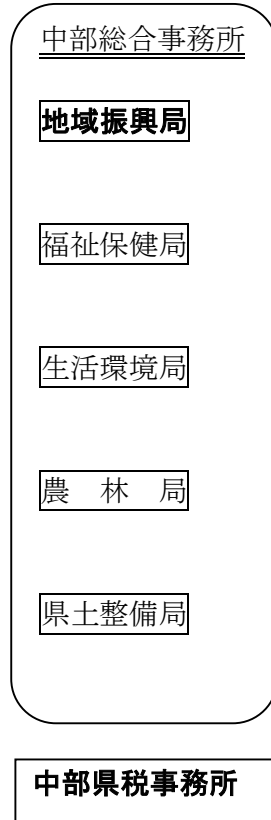 中部総合事務所
地域振興局
福祉保健局
生活環境局
農　林　局
県土整備局
中部県税事務所